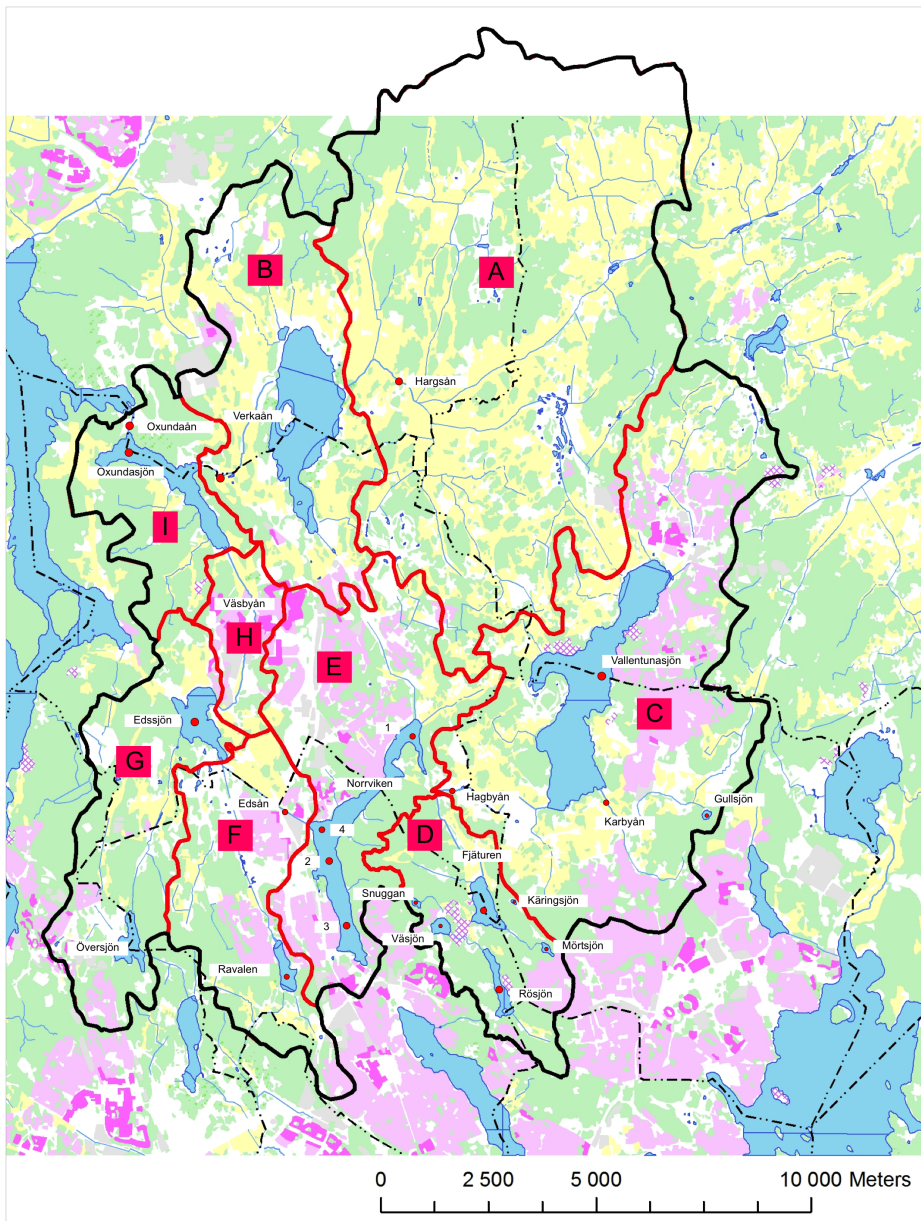 B
A
Hargsån
Oxundaån
Verkaån
Oxundasjön
I
Väsbyån
H
E
Vallentunasjön
C
Edssjön
1
G
Norrviken
Hagbyån
Edsån
Karbyån
Gullsjön
4
F
D
2
Fjäturen
Snuggan
Käringsjön
3
Väsjön
Översjön
Mörtsjön
Ravalen
Rösjön
0 2 500 5 000 10 000 Meters